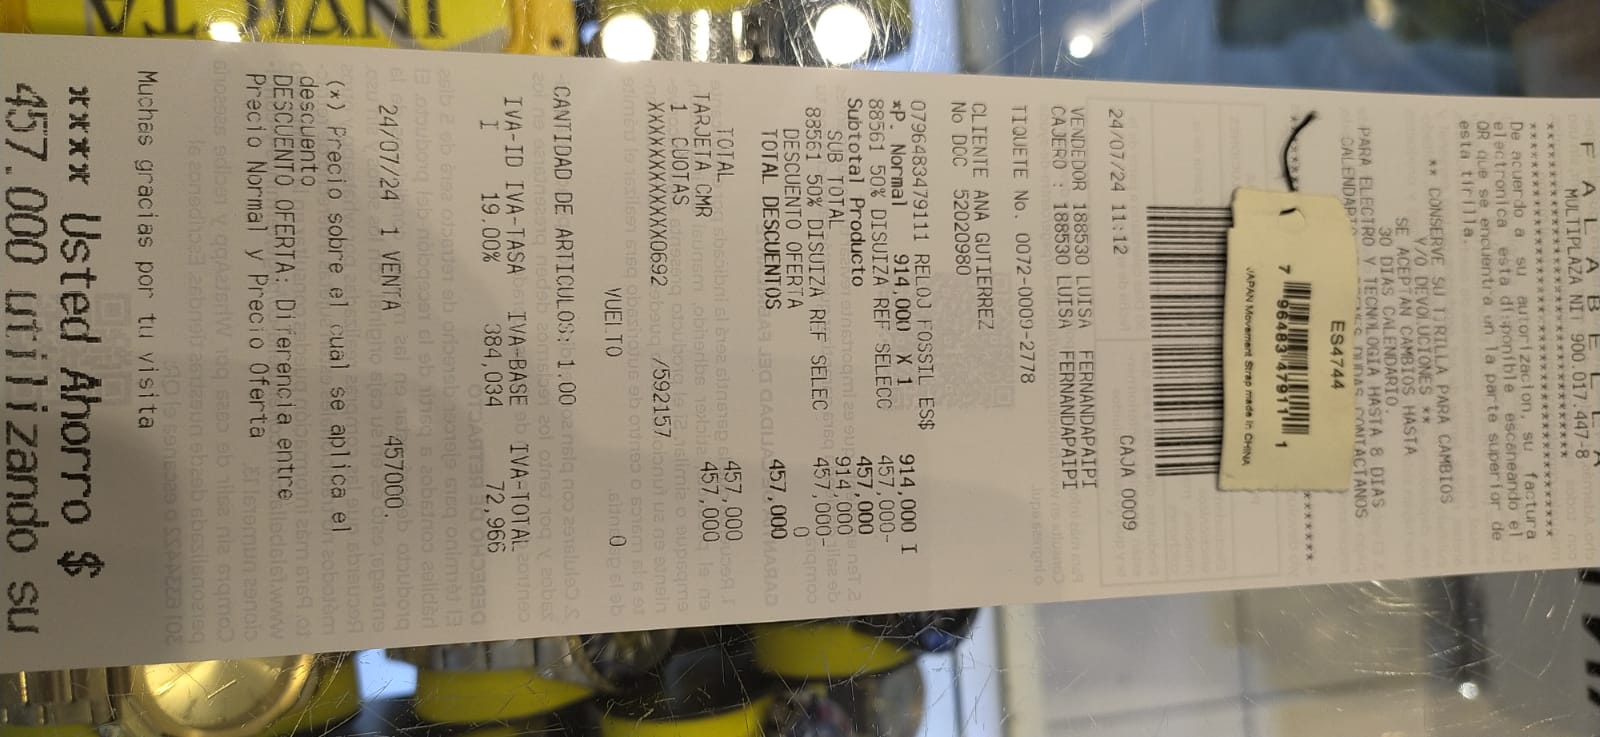 INVICTA
F A L A B E L L A
MULTIPLAZA NIT 900.017.447-8
De acuerdo a su autorizacion, su factura
electronica esta disponible escaneando el
QR que se encuentra en la parte superior de
esta tirilla.
** CONSERVE SU TIRILLA PARA CAMBIOS
Y/O DEVOLUCIONES **
SE ACEPTAN CAMBIOS HASTA
30 DIAS CALENDARIO.
PARA ELECTRO Y TECNOLOGIA HASTA 8 DIAS
CALENDARIO DUDAS CONTACTANOS
ES4744
7 96483 47911 1
JAPAN Movement Strap made in CHINA
24/07/24 11:12 CAJA 0009
VENDEDOR 188530 LUISA FERNANDAPAIPI
CAJERO : 188530 LUISA FERNANDAPAIPI
TIQUETE No. 0072-0009-2778
CLIENTE ANA GUTIERREZ
No DOC 52020980
0796483479111 RELOJ FOSSIL ES$ 914,000 I
*P. Normal 914,000 X 1
88561 50% DISUIZA REF SELECC 457,000-
Subtotal Producto 457,000
SUB TOTAL 914,000
88561 50% DISUIZA REF SELEC 457,000-
DESCUENTO OFERTA 0
TOTAL DESCUENTOS 457,000
TOTAL 457,000
TARJETA CMR 457,000
1 CUOTAS
XXXXXXXXXXXX0692 /592157
VUELTO 0
-CANTIDAD DE ARTICULOS: 1.00
IVA-ID IVA-TASA IVA-BASE IVA-TOTAL
I 19.00% 384,034 72,966
24/07/24 1 VENTA 457000.
(*) Precio sobre el cual se aplica el
descuento
DESCUENTO OFERTA: Diferencia entre
Precio Normal y Precio Oferta
Muchas gracias por tu visita
**** Usted Ahorro $
457.000 utilizando su